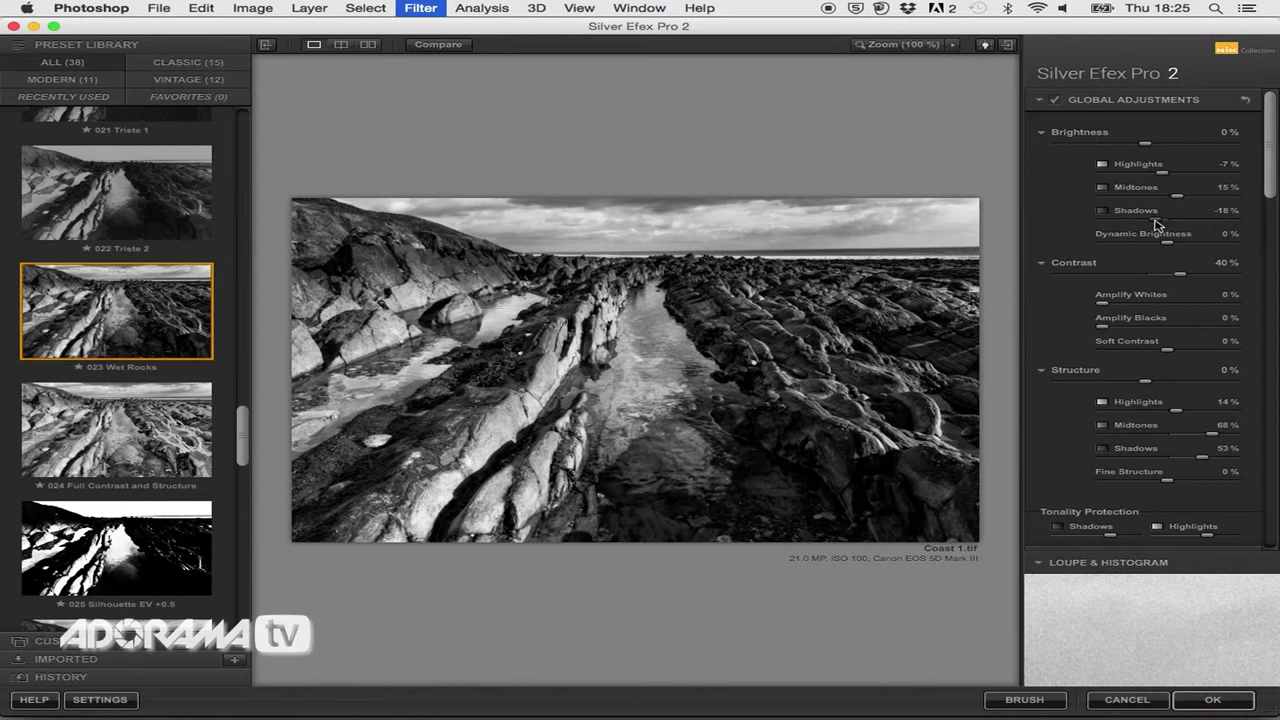 Photoshop File Edit Image Layer Select Filter Analysis 3D View Window Help 2 Thu 18:25
Silver Efex Pro 2
PRESET LIBRARY
ALL (38) CLASSIC (15)
MODERN (11) VINTAGE (12)
RECENTLY USED FAVORITES (0)
021 Triste 1
022 Triste 2
023 Wet Rocks
024 Full Contrast and Structure
025 Silhouette EV +0.5
IMPORTED
HISTORY
HELP SETTINGS
ADORAMA tv
Compare
Zoom (100 %)
Coast 1.tif
21.0 MP, ISO 100, Canon EOS 5D Mark III
Collection
Silver Efex Pro 2
GLOBAL ADJUSTMENTS
Brightness 0 %
Highlights -7 %
Midtones 15 %
Shadows -18 %
Dynamic Brightness 0 %
Contrast 40 %
Amplify Whites 0 %
Amplify Blacks 0 %
Soft Contrast 0 %
Structure 0 %
Highlights 14 %
Midtones 68 %
Shadows 53 %
Fine Structure 0 %
Tonality Protection
Shadows Highlights
LOUPE & HISTOGRAM
BRUSH CANCEL OK